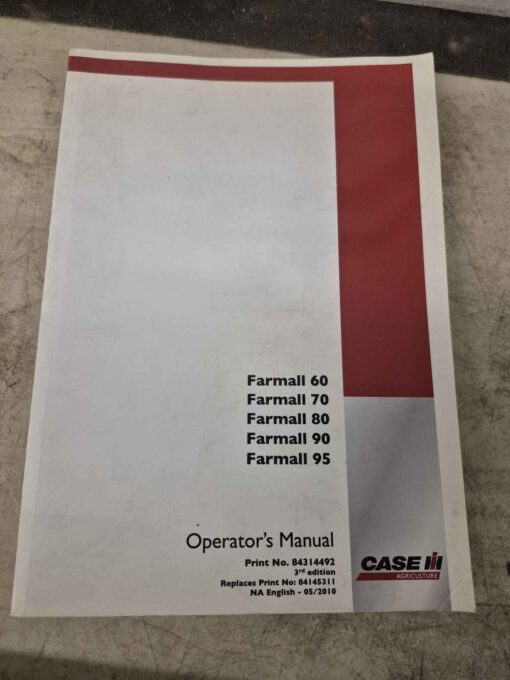 Farmall 60
Farmall 70
Farmall 80
Farmall 90
Farmall 95
Operator's Manual
Print No. 84314492
3rd edition
Replaces Print No: 84145311
NA English - 05/2010
CASE IH
AGRICULTURE